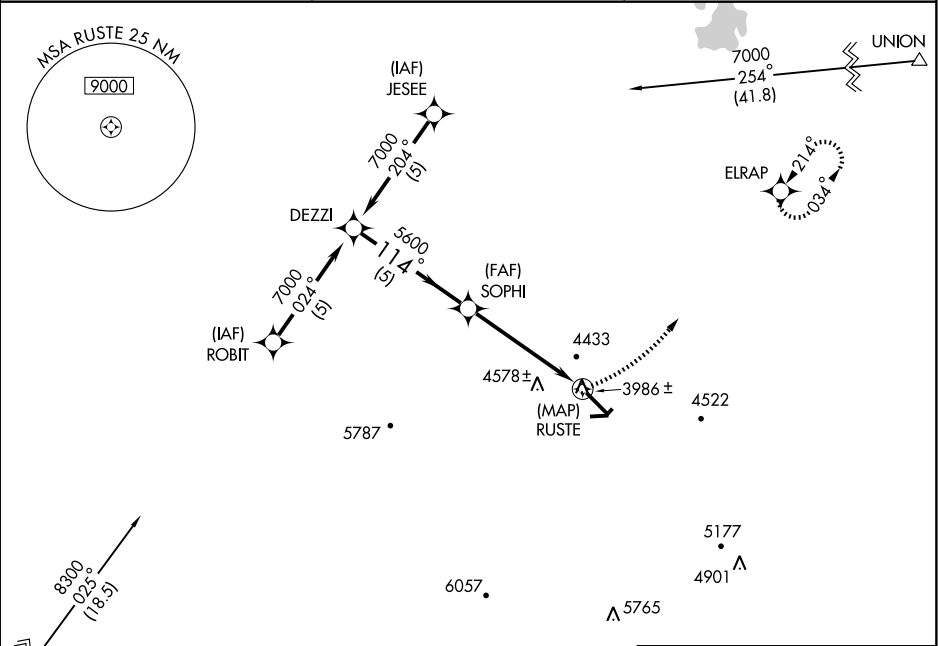 MSA RUSTE 25 NM
9000
(IAF)
JESEE
7000
204°
(5)
7000
254°
(41.8)
UNION
ELRAP
214°
034°
DEZZI
5600
114°
(5)
(FAF)
SOPHI
7000
024°
(5)
(IAF)
ROBIT
4433
4578±
3986±
(MAP)
RUSTE
4522
5787
5177
4901
8300
025°
(18.5)
6057
5765